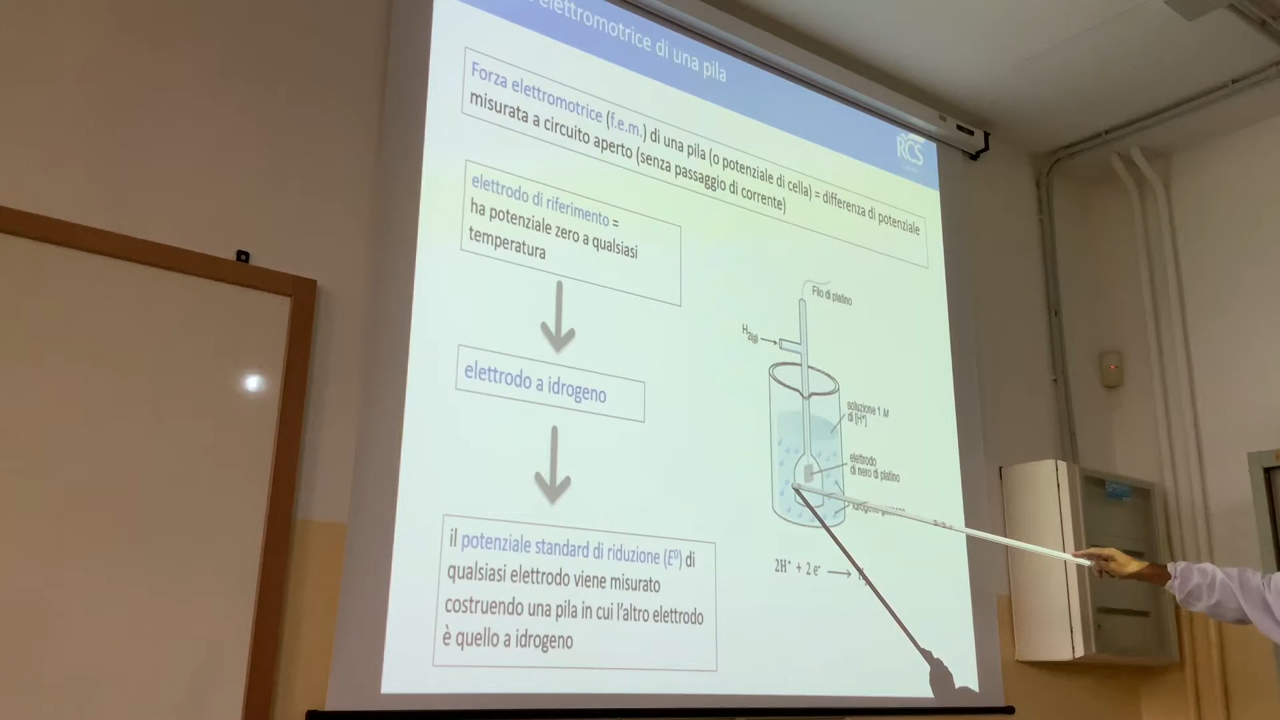 elettromotrice di una pila
RCS
Forza elettromotrice (f.e.m.) di una pila (o potenziale di cella) = differenza di potenziale
misurata a circuito aperto (senza passaggio di corrente)
elettrodo di riferimento =
ha potenziale zero a qualsiasi
temperatura
elettrodo a idrogeno
il potenziale standard di riduzione (E⁰) di
qualsiasi elettrodo viene misurato
costruendo una pila in cui l'altro elettrodo
è quello a idrogeno
Filo di platino
H2(g)
soluzione 1 M
di [H⁺]
elettrodo
di nero di platino
idrogeno gassoso
2H⁺ + 2 e⁻ →